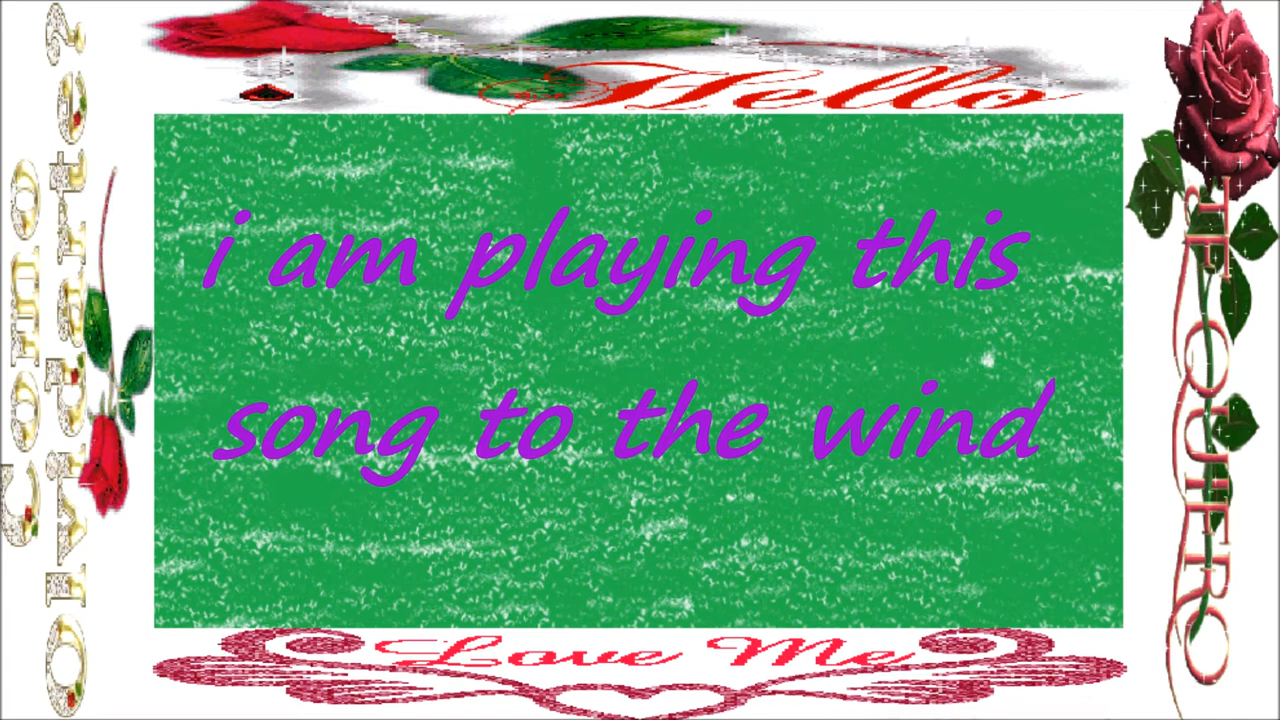 Hello
Como
Olvidarte?
i am playing this
song to the wind
TE QUIERO
Love Me